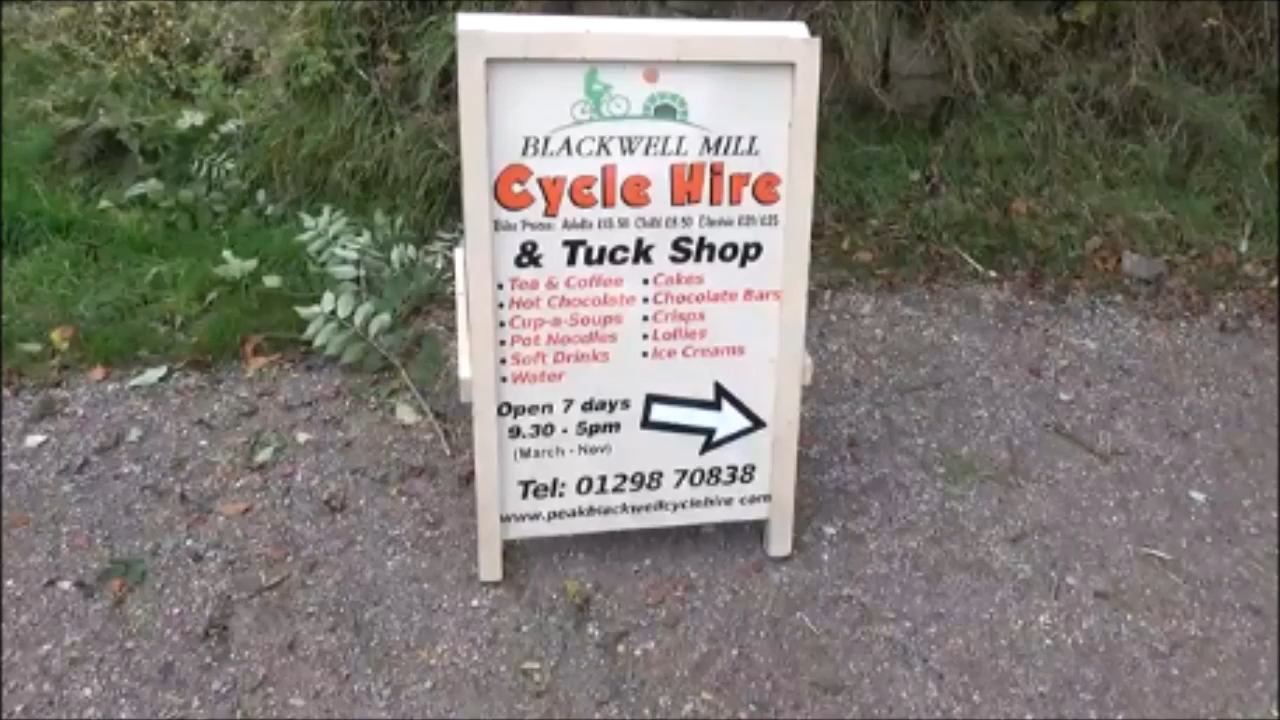 BLACKWELL MILL
Cycle Hire
& Tuck Shop
• Tea & Coffee
• Hot Chocolate
• Cup-a-Soups
• Pot Noodles
• Soft Drinks
• Water
• Cakes
• Chocolate Bars
• Crisps
• Lollies
• Ice Creams
Open 7 days
9.30 - 5pm
(March - Nov)
Tel: 01298 70838
www.peakblackwellcyclehire.com